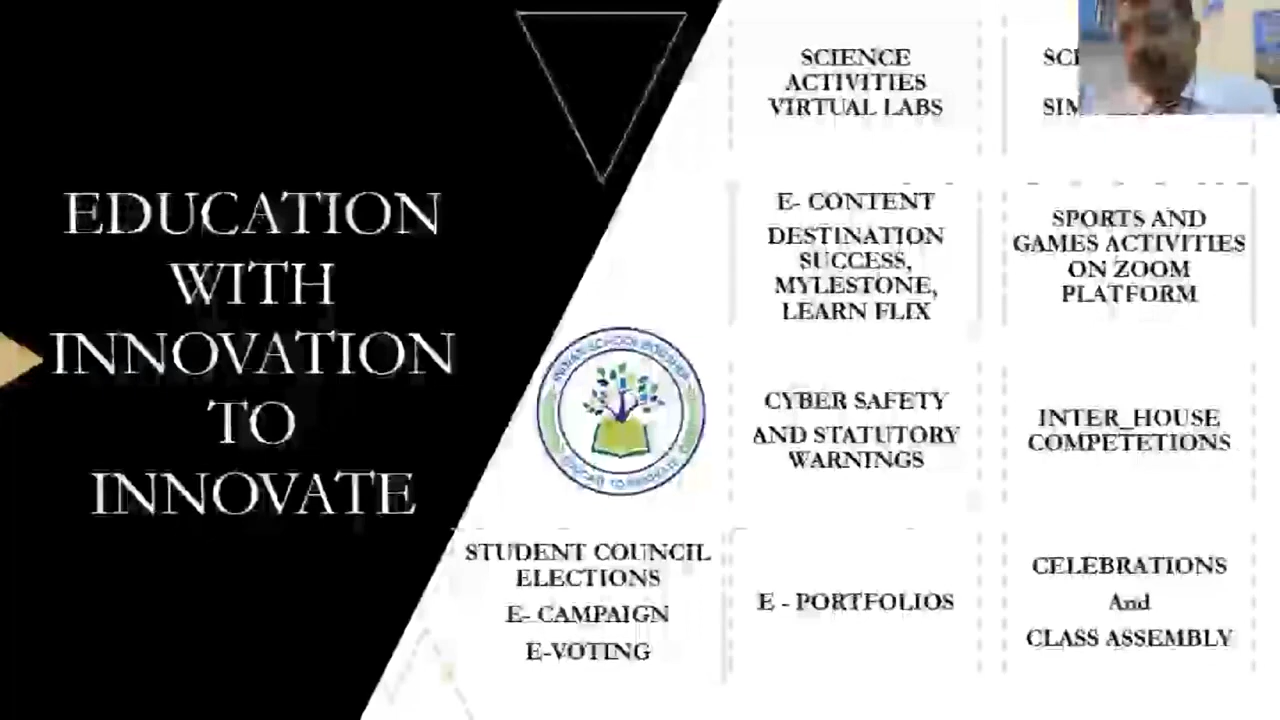 EDUCATION
WITH
INNOVATION
TO
INNOVATE
SCIENCE
ACTIVITIES
VIRTUAL LABS
E- CONTENT
DESTINATION
SUCCESS,
MYLESTONE,
LEARN FLIX
SPORTS AND
GAMES ACTIVITIES
ON ZOOM
PLATFORM
CYBER SAFETY
AND STATUTORY
WARNINGS
INTER_HOUSE
COMPETETIONS
STUDENT COUNCIL
ELECTIONS
E- CAMPAIGN
E-VOTING
E - PORTFOLIOS
CELEBRATIONS
And
CLASS ASSEMBLY